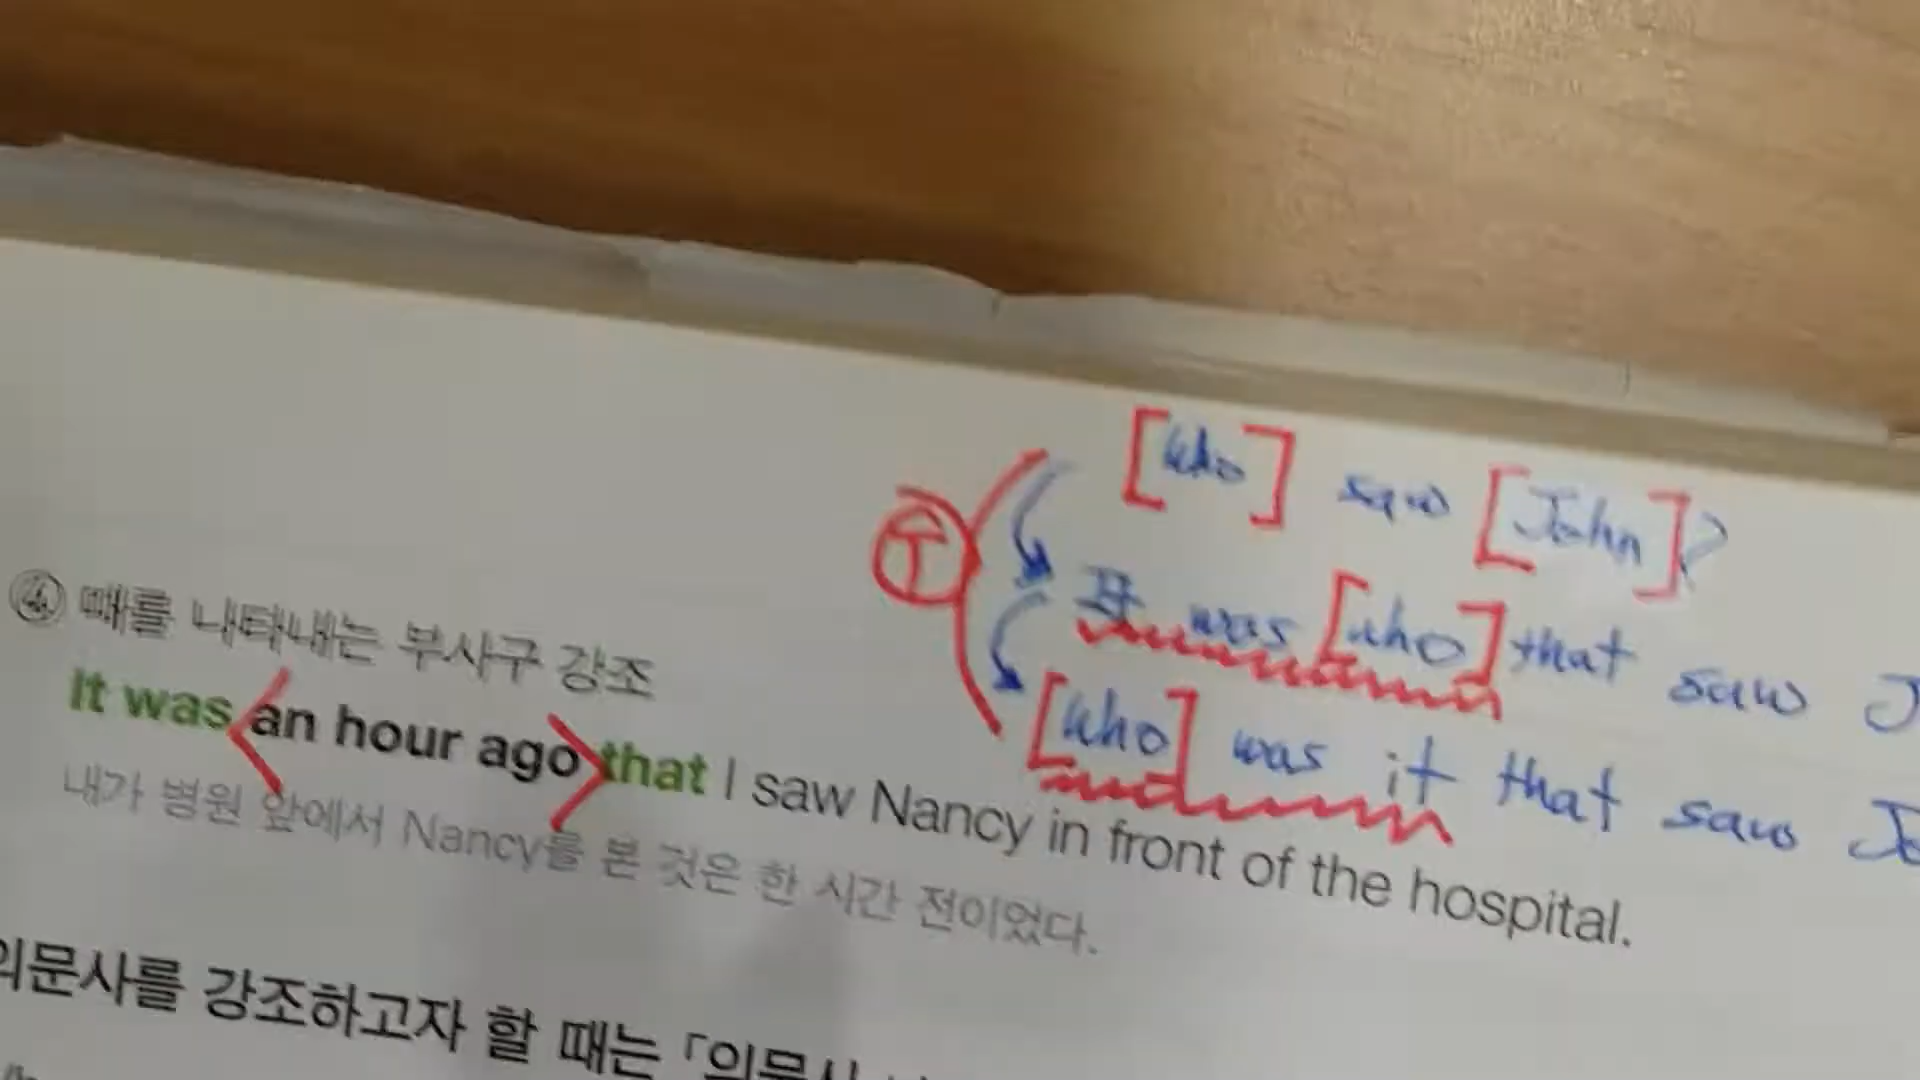 [who] saw [John]?
It was [who] that saw J
[who] was it that saw Jo
T
④ 때를 나타내는 부사구 강조
It was <an hour ago> that I saw Nancy in front of the hospital.
내가 병원 앞에서 Nancy를 본 것은 한 시간 전이었다.
의문사를 강조하고자 할 때는 「의문사